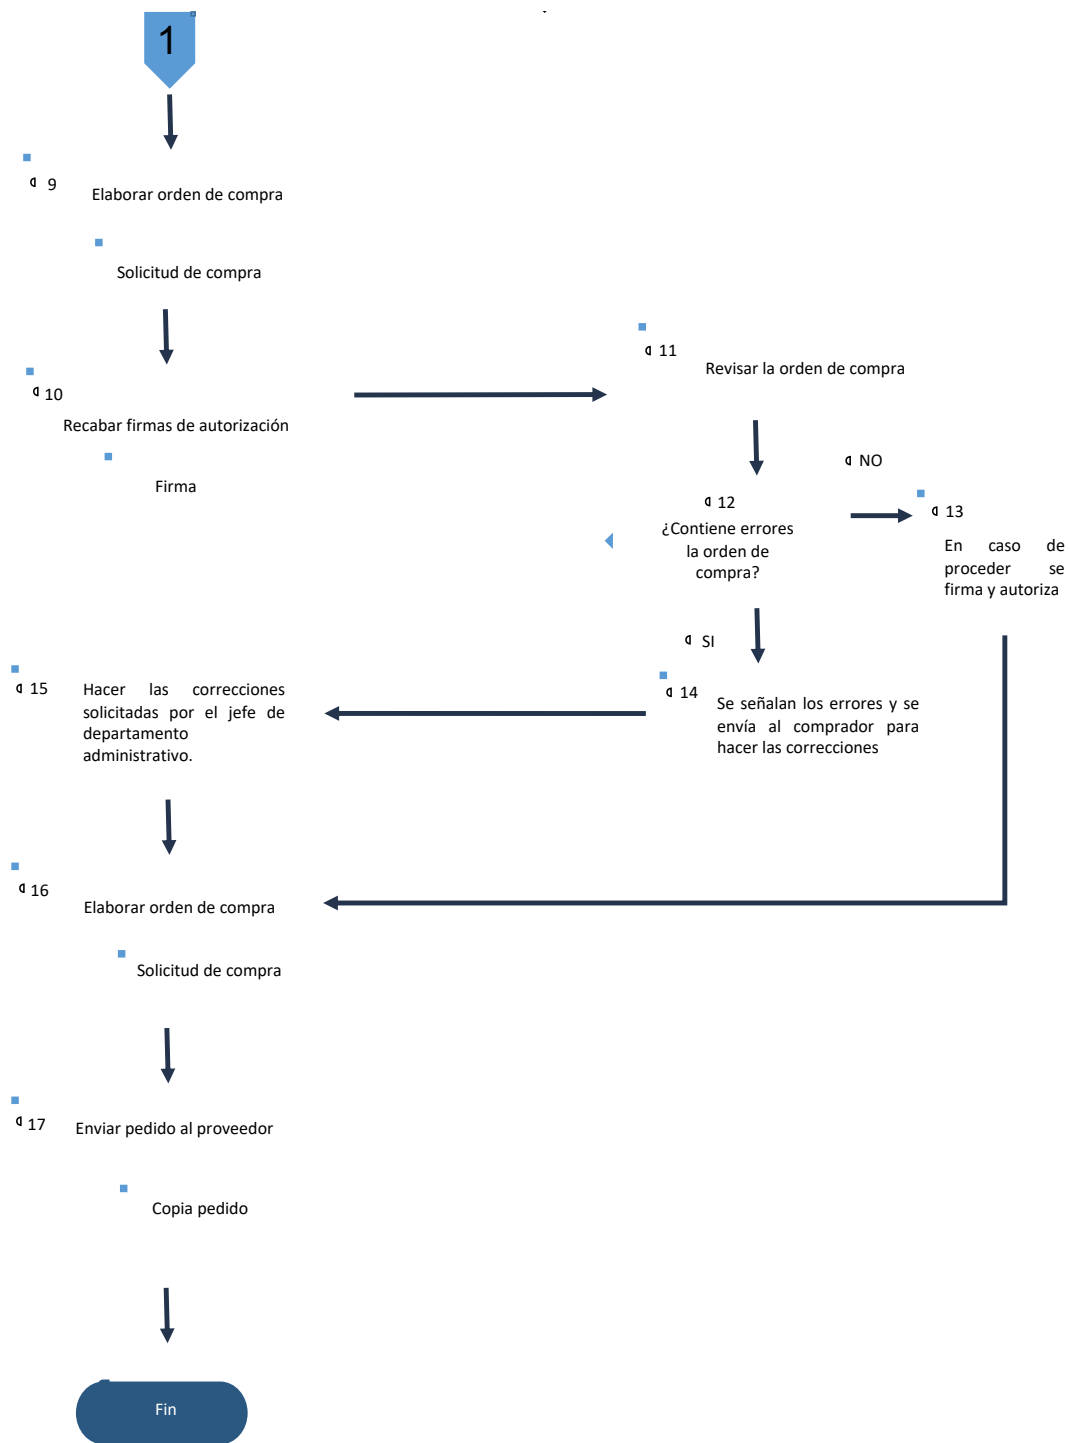 1
9
Elaborar orden de compra
Solicitud de compra
10
Recabar firmas de autorización
Firma
11
Revisar la orden de compra
NO
12
¿Contiene errores
la orden de
compra?
13
En caso de
proceder se
firma y autoriza
SI
14
Se señalan los errores y se
envía al comprador para
hacer las correcciones
15
Hacer las correcciones
solicitadas por el jefe de
departamento
administrativo.
16
Elaborar orden de compra
Solicitud de compra
17
Enviar pedido al proveedor
Copia pedido
Fin